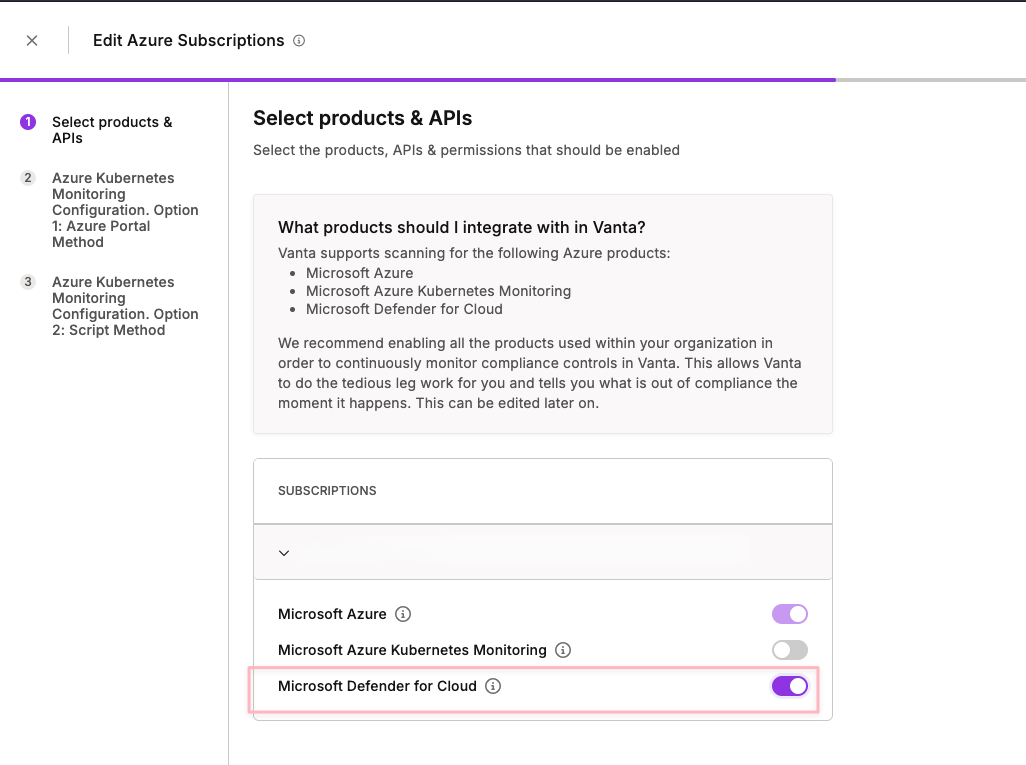 Edit Azure Subscriptions
1 Select products &
APIs
2 Azure Kubernetes
Monitoring
Configuration. Option
1: Azure Portal
Method
3 Azure Kubernetes
Monitoring
Configuration. Option
2: Script Method
Select products & APIs
Select the products, APIs & permissions that should be enabled
What products should I integrate with in Vanta?
Vanta supports scanning for the following Azure products:
• Microsoft Azure
• Microsoft Azure Kubernetes Monitoring
• Microsoft Defender for Cloud
We recommend enabling all the products used within your organization in
order to continuously monitor compliance controls in Vanta. This allows Vanta
to do the tedious leg work for you and tells you what is out of compliance the
moment it happens. This can be edited later on.
SUBSCRIPTIONS
Microsoft Azure
Microsoft Azure Kubernetes Monitoring
Microsoft Defender for Cloud